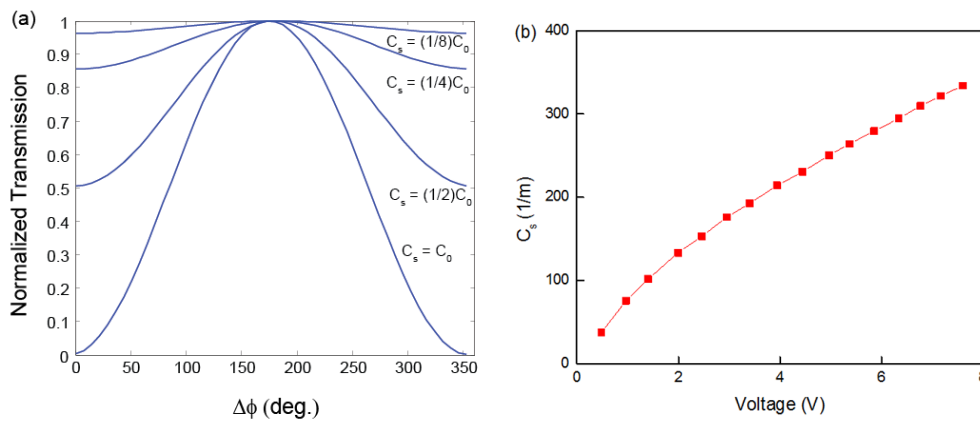 (a)
Normalized Transmission
1
0.9
0.8
0.7
0.6
0.5
0.4
0.3
0.2
0.1
0
Cₛ = (1/8)C₀
Cₛ = (1/4)C₀
Cₛ = (1/2)C₀
Cₛ = C₀
0 50 100 150 200 250 300 350
Δϕ (deg.)
(b)
Cₛ (1/m)
400
300
200
100
0
0 2 4 6 8
Voltage (V)